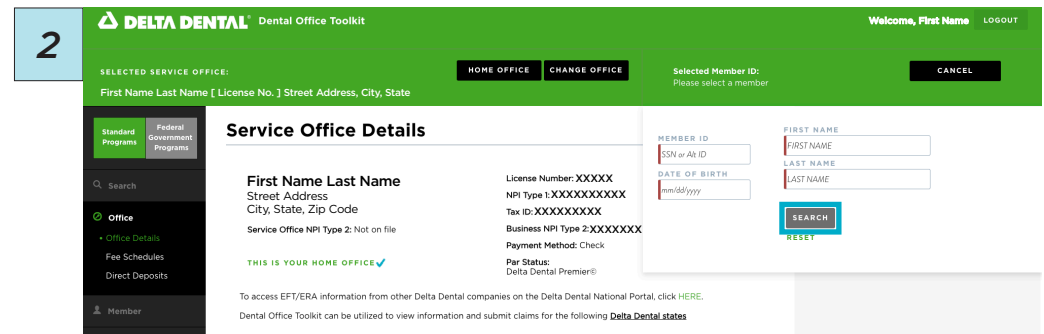 2
DELTA DENTAL® Dental Office Toolkit
Welcome, First Name LOGOUT
SELECTED SERVICE OFFICE:
HOME OFFICE CHANGE OFFICE
First Name Last Name [ License No. ] Street Address, City, State
Selected Member ID:
Please select a member
CANCEL
Standard Programs
Federal Government Programs
Search
Office
• Office Details
Fee Schedules
Direct Deposits
Member
Service Office Details
First Name Last Name
Street Address
City, State, Zip Code
Service Office NPI Type 2: Not on file
THIS IS YOUR HOME OFFICE
License Number: XXXXX
NPI Type 1: XXXXXXXXXX
Tax ID: XXXXXXXXX
Business NPI Type 2: XXXXXXX
Payment Method: Check
Par Status:
Delta Dental Premier©
MEMBER ID
SSN or Alt ID
DATE OF BIRTH
mm/dd/yyyy
FIRST NAME
FIRST NAME
LAST NAME
LAST NAME
SEARCH
RESET
To access EFT/ERA information from other Delta Dental companies on the Delta Dental National Portal, click HERE.
Dental Office Toolkit can be utilized to view information and submit claims for the following Delta Dental states